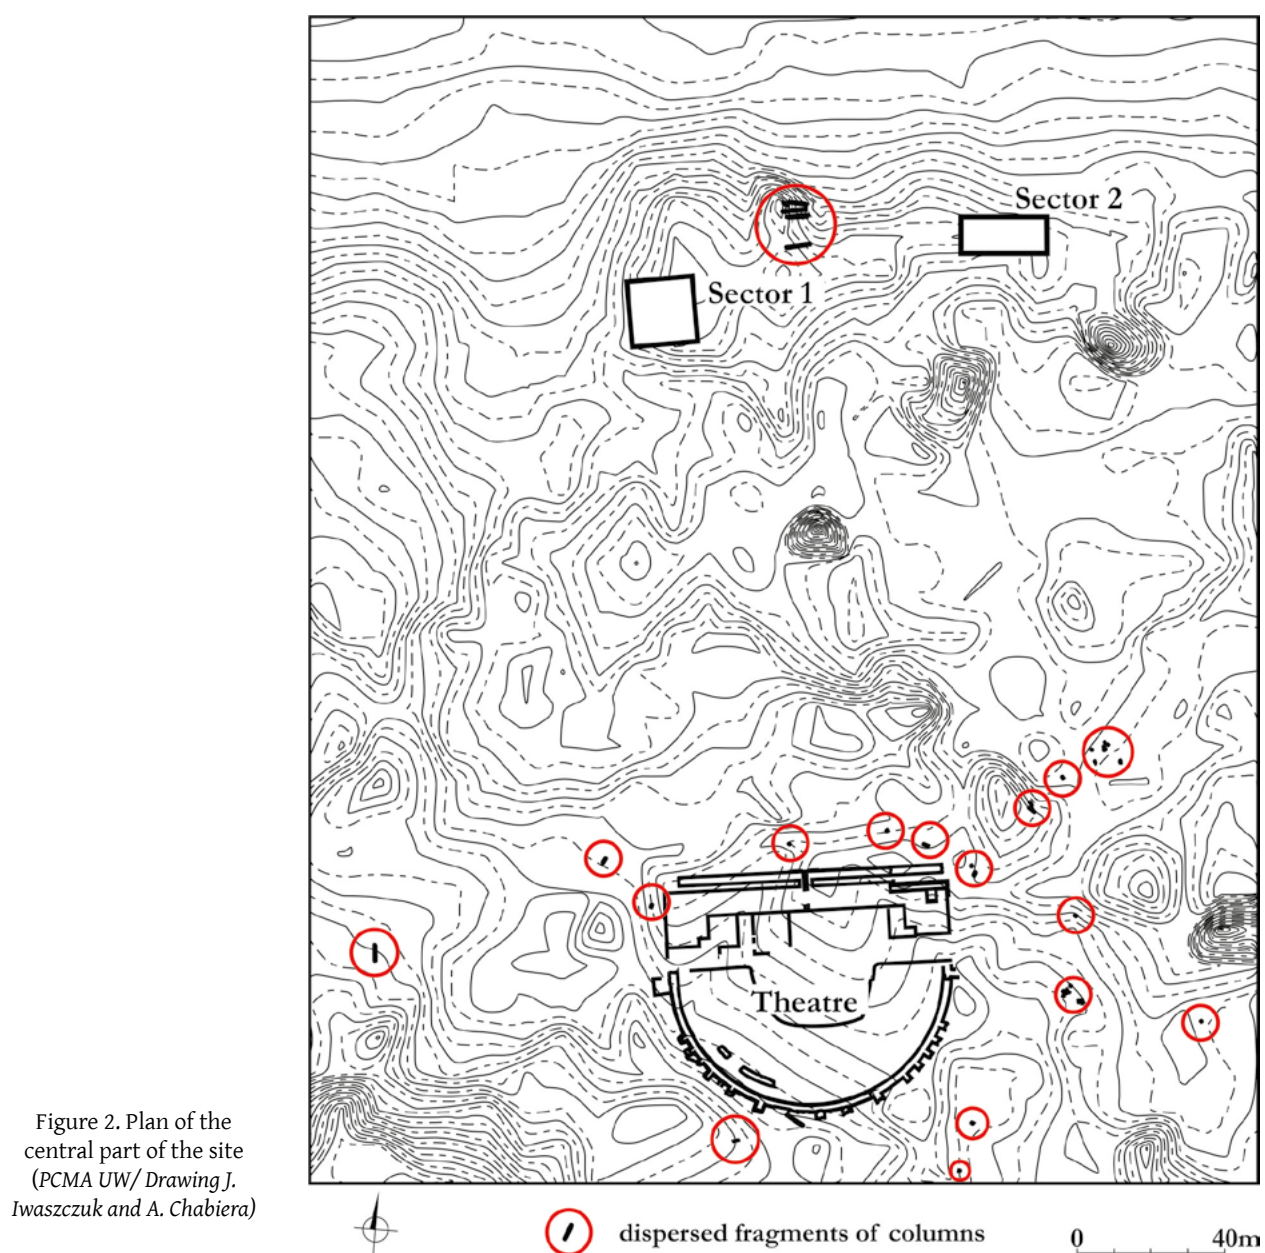 Sector 2
Sector 1
Theatre
Figure 2. Plan of the
central part of the site
(PCMA UW/ Drawing J.
Iwaszczuk and A. Chabiera)
dispersed fragments of columns
0 40m